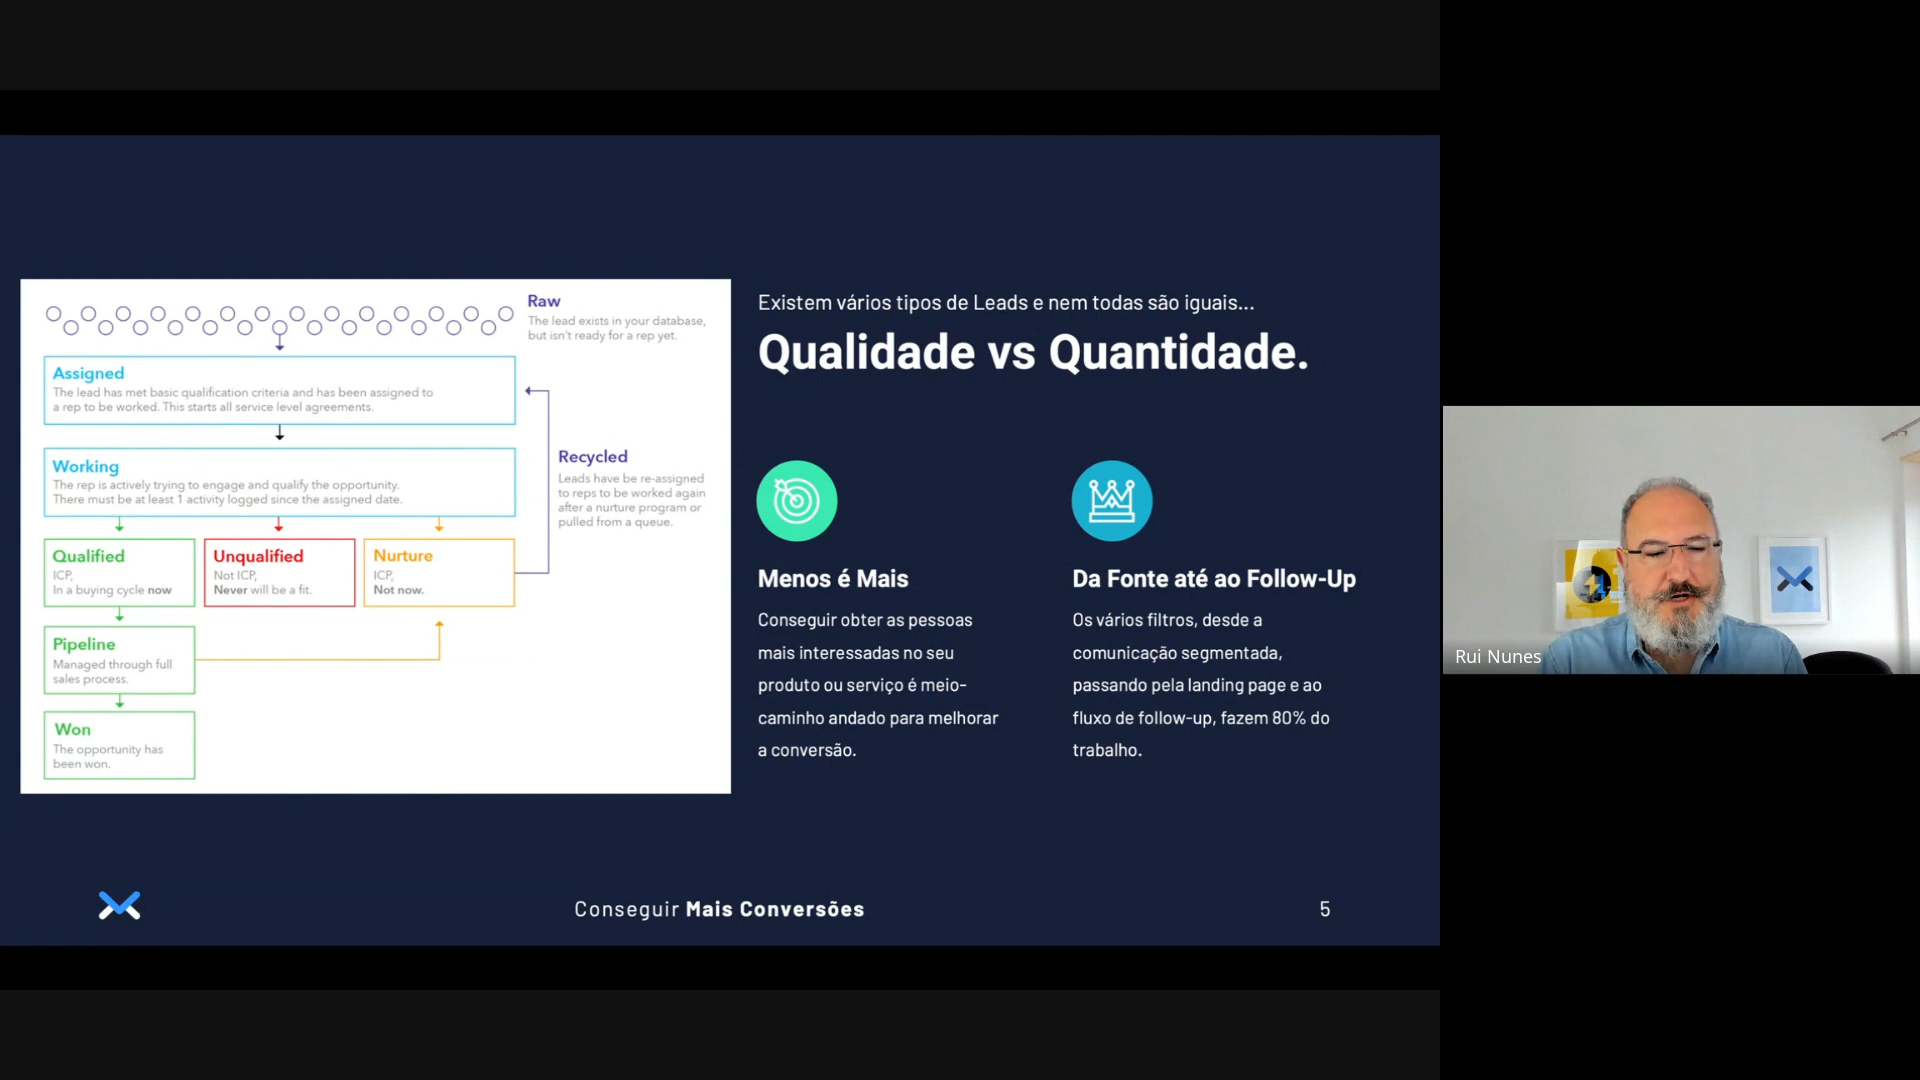 Raw
The lead exists in your database,
but isn't ready for a rep yet.
Assigned
The lead has met basic qualification criteria and has been assigned to
a rep to be worked. This starts all service level agreements.
Working
The rep is actively trying to engage and qualify the opportunity.
There must be at least 1 activity logged since the assigned date.
Recycled
Leads have be re-assigned
to reps to be worked again
after a nurture program or
pulled from a queue.
Qualified
ICP,
In a buying cycle now
Unqualified
Not ICP,
Never will be a fit.
Nurture
ICP,
Not now.
Pipeline
Managed through full
sales process.
Won
The opportunity has
been won.
Existem vários tipos de Leads e nem todas são iguais...
Qualidade vs Quantidade.
Menos é Mais
Conseguir obter as pessoas
mais interessadas no seu
produto ou serviço é meio-
caminho andado para melhorar
a conversão.
Da Fonte até ao Follow-Up
Os vários filtros, desde a
comunicação segmentada,
passando pela landing page e ao
fluxo de follow-up, fazem 80% do
trabalho.
Conseguir Mais Conversões
5
Rui Nunes